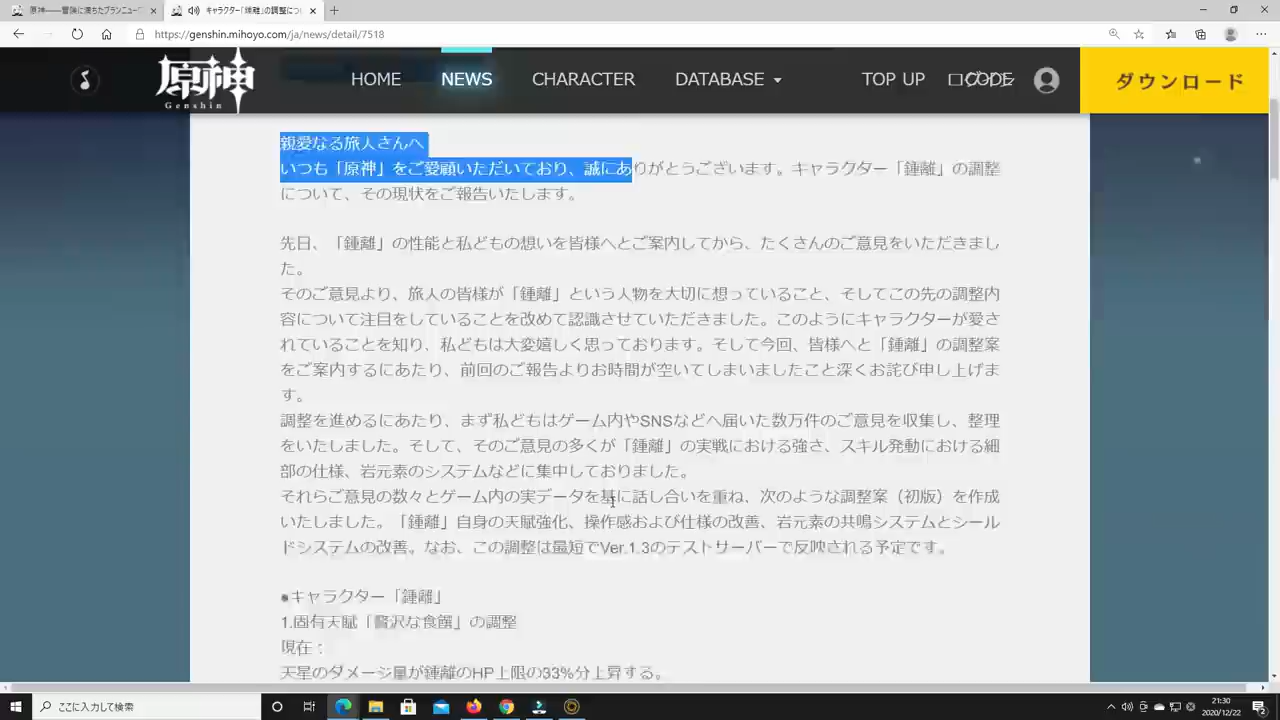 原神——冒険に満ちたブランニュー
キャラクター「鍾離」の調整につい
https://genshin.mihoyo.com/ja/news/detail/7518
原神
Genshin
HOME
NEWS
CHARACTER
DATABASE
TOP UP
CODE
ダウンロード
親愛なる旅人さんへ
いつも「原神」をご愛顧いただいており、誠にありがとうございます。キャラクター「鍾離」の調整
について、その現状をご報告いたします。
先日、「鍾離」の性能と私どもの想いを皆様へとご案内してから、たくさんのご意見をいただきまし
た。
そのご意見より、旅人の皆様が「鍾離」という人物を大切に想っていること、そしてこの先の調整内
容について注目をしていることを改めて認識させていただきました。このようにキャラクターが愛さ
れていることを知り、私どもは大変嬉しく思っております。そして今回、皆様へと「鍾離」の調整案
をご案内するにあたり、前回のご報告よりお時間が空いてしまいましたこと深くお詫び申し上げま
す。
調整を進めるにあたり、まず私どもはゲーム内やSNSなどへ届いた数万件のご意見を収集し、整理
をいたしました。そして、そのご意見の多くが「鍾離」の実戦における強さ、スキル発動における細
部の仕様、岩元素のシステムなどに集中しておりました。
それらご意見の数々とゲーム内の実データを基に話し合いを重ね、次のような調整案（初版）を作成
いたしました。「鍾離」自身の天賦強化、操作感および仕様の改善、岩元素の共鳴システムとシール
ドシステムの改善。なお、この調整は最短でVer.1.3のテストサーバーで反映される予定です。
●キャラクター「鍾離」
1.固有天賦「贅沢な食饌」の調整
現在：
天星のダメージ量が鍾離のHP上限の33%分上昇する。
ここに入力して検索
21:30
2020/12/22